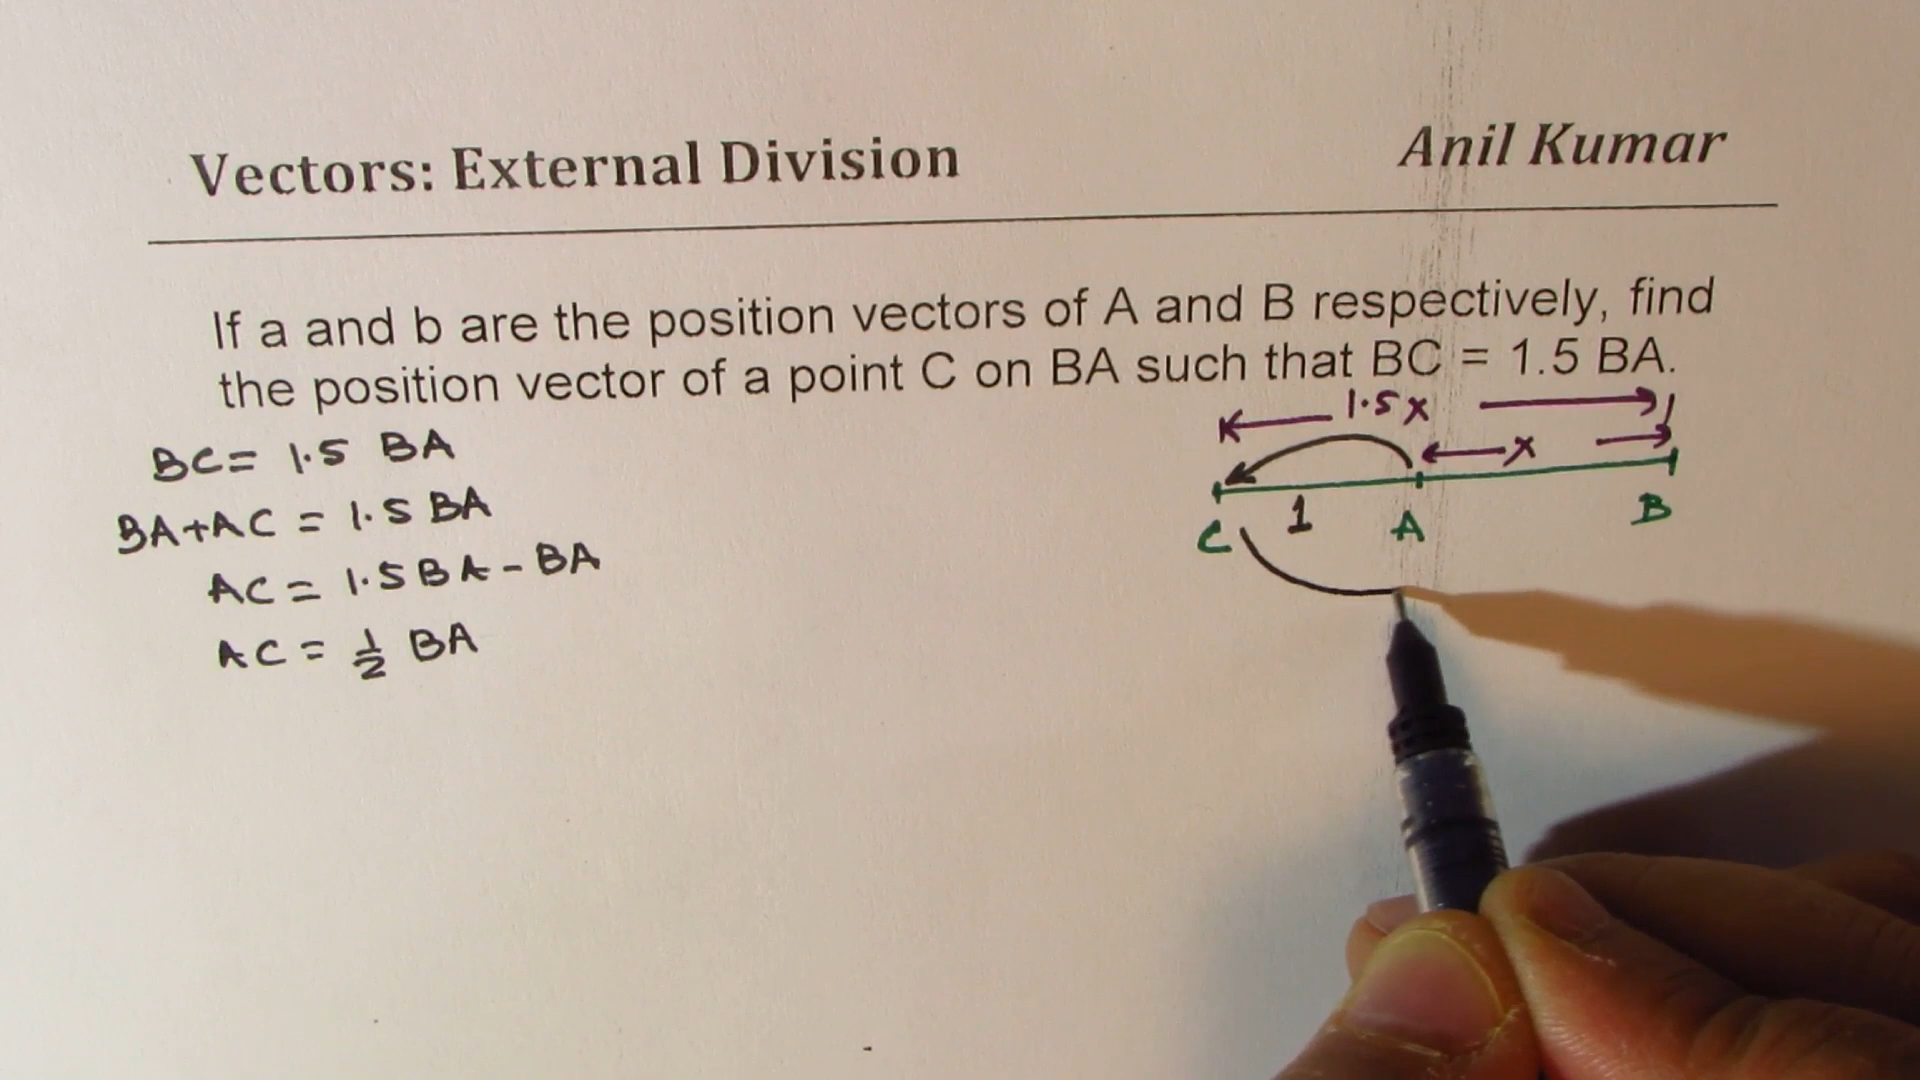 Vectors: External Division
Anil Kumar
If a and b are the position vectors of A and B respectively, find
the position vector of a point C on BA such that BC = 1.5 BA.
BC = 1.5 BA
BA+AC = 1.5 BA
AC = 1.5 BA - BA
AC = 1/2 BA
1.5 x
x
1
C A B